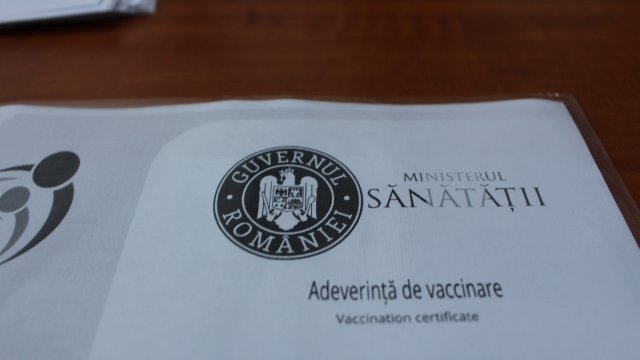 GUVERNUL
ROMÂNIEI
MINISTERUL
SĂNĂTĂȚII
Adeverință de vaccinare
Vaccination certificate